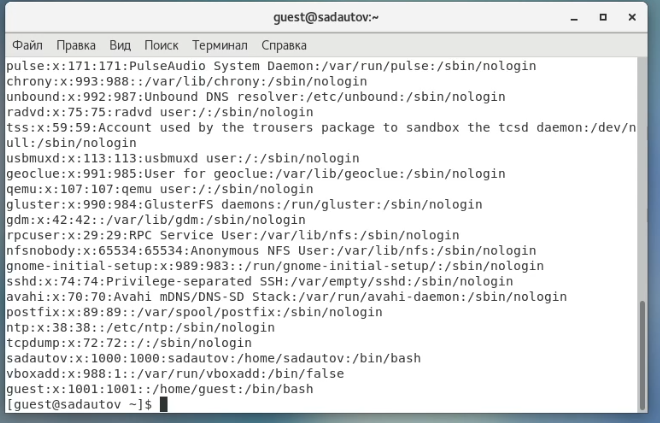 guest@sadautov:~
Файл Правка Вид Поиск Терминал Справка
pulse:x:171:171:PulseAudio System Daemon:/var/run/pulse:/sbin/nologin
chrony:x:993:988::/var/lib/chrony:/sbin/nologin
unbound:x:992:987:Unbound DNS resolver:/etc/unbound:/sbin/nologin
radvd:x:75:75:radvd user:/:/sbin/nologin
tss:x:59:59:Account used by the trousers package to sandbox the tcsd daemon:/dev/n
ull:/sbin/nologin
usbmuxd:x:113:113:usbmuxd user:/:/sbin/nologin
geoclue:x:991:985:User for geoclue:/var/lib/geoclue:/sbin/nologin
qemu:x:107:107:qemu user:/:/sbin/nologin
gluster:x:990:984:GlusterFS daemons:/run/gluster:/sbin/nologin
gdm:x:42:42::/var/lib/gdm:/sbin/nologin
rpcuser:x:29:29:RPC Service User:/var/lib/nfs:/sbin/nologin
nfsnobody:x:65534:65534:Anonymous NFS User:/var/lib/nfs:/sbin/nologin
gnome-initial-setup:x:989:983::/run/gnome-initial-setup/:/sbin/nologin
sshd:x:74:74:Privilege-separated SSH:/var/empty/sshd:/sbin/nologin
avahi:x:70:70:Avahi mDNS/DNS-SD Stack:/var/run/avahi-daemon:/sbin/nologin
postfix:x:89:89::/var/spool/postfix:/sbin/nologin
ntp:x:38:38::/etc/ntp:/sbin/nologin
tcpdump:x:72:72::/:/sbin/nologin
sadautov:x:1000:1000:sadautov:/home/sadautov:/bin/bash
vboxadd:x:988:1::/var/run/vboxadd:/bin/false
guest:x:1001:1001::/home/guest:/bin/bash
[guest@sadautov ~]$